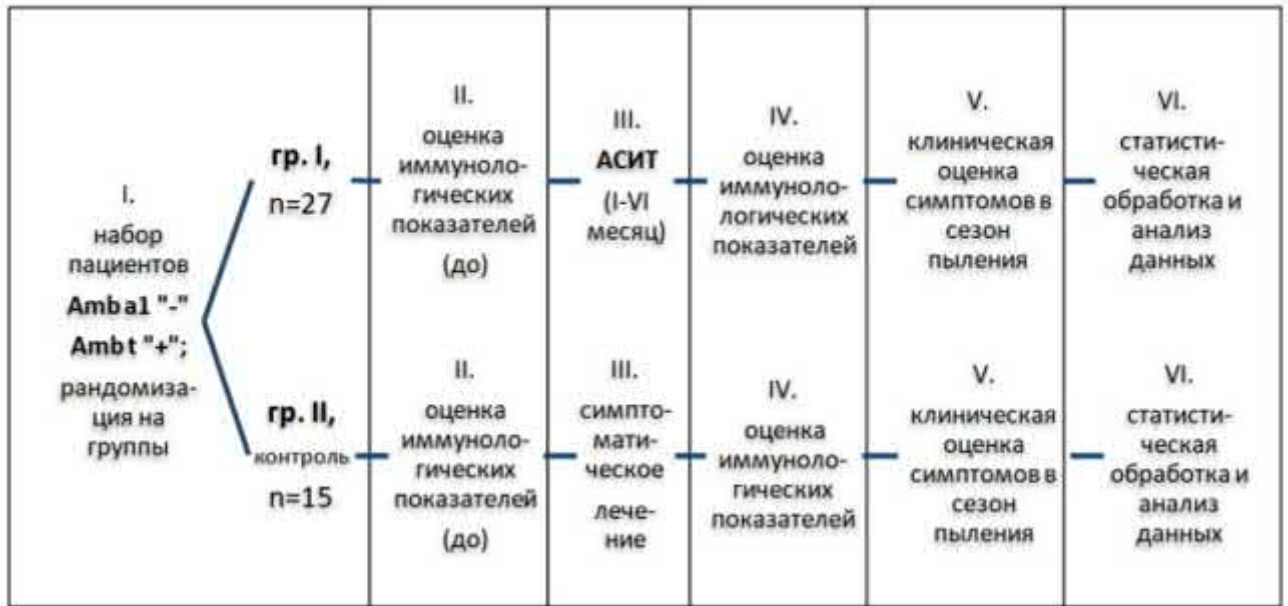 I.
набор
пациентов
Amba1 "-"
Ambt "+";
рандомиза-
ция на
группы
гр. I,
n=27
II.
оценка
иммуноло-
гических
показателей
(до)
III.
АСИТ
(I-VI
месяц)
IV.
оценка
иммуноло-
логических
показателей
V.
клиническая
оценка
симптомов в
сезон
пыления
VI.
статисти-
ческая
обработка и
анализ
данных
гр. II,
контроль
n=15
II.
оценка
иммуноло-
гических
показателей
(до)
III.
симпто-
мати-
ческое
лече-
ние
IV.
оценка
иммуноло-
гических
показателей
V.
клиническая
оценка
симптомов в
сезон
пыления
VI.
статисти-
ческая
обработка и
анализ
данных